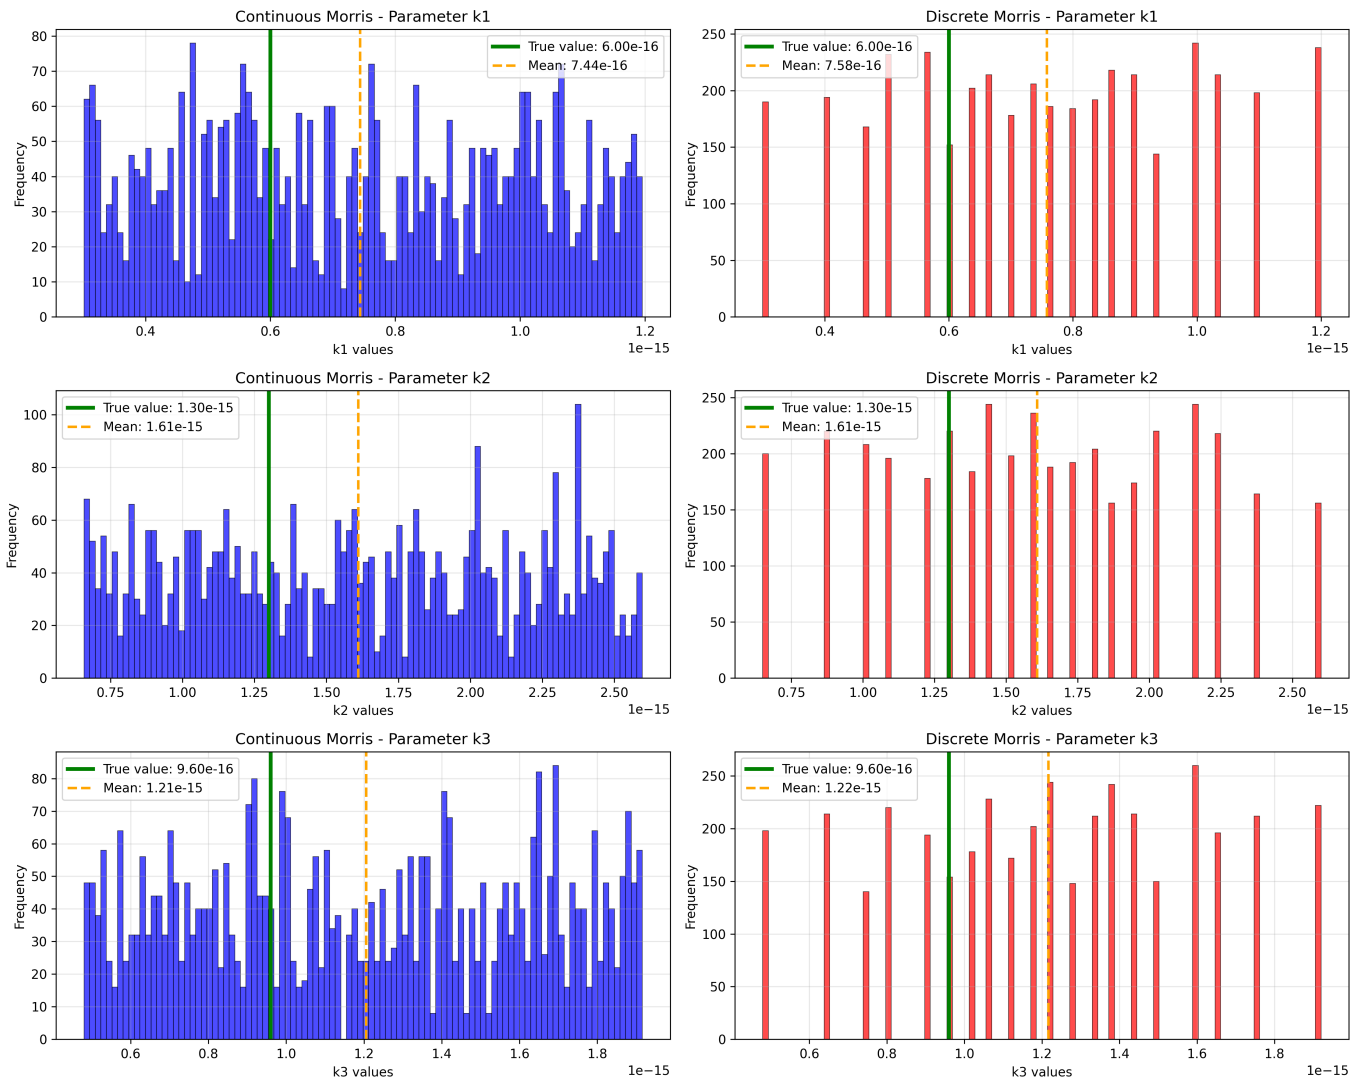 Continuous Morris - Parameter k1
True value: 6.00e-16
Mean: 7.44e-16
Frequency
80
70
60
50
40
30
20
10
0
0.4 0.6 0.8 1.0 1.2
1e−15
k1 values
Discrete Morris - Parameter k1
True value: 6.00e-16
Mean: 7.58e-16
Frequency
250
200
150
100
50
0
0.4 0.6 0.8 1.0 1.2
1e−15
k1 values
Continuous Morris - Parameter k2
True value: 1.30e-15
Mean: 1.61e-15
Frequency
100
80
60
40
20
0
0.75 1.00 1.25 1.50 1.75 2.00 2.25 2.50
1e−15
k2 values
Discrete Morris - Parameter k2
True value: 1.30e-15
Mean: 1.61e-15
Frequency
250
200
150
100
50
0
0.75 1.00 1.25 1.50 1.75 2.00 2.25 2.50
1e−15
k2 values
Continuous Morris - Parameter k3
True value: 9.60e-16
Mean: 1.21e-15
Frequency
80
70
60
50
40
30
20
10
0
0.6 0.8 1.0 1.2 1.4 1.6 1.8
1e−15
k3 values
Discrete Morris - Parameter k3
True value: 9.60e-16
Mean: 1.22e-15
Frequency
250
200
150
100
50
0
0.6 0.8 1.0 1.2 1.4 1.6 1.8
1e−15
k3 values